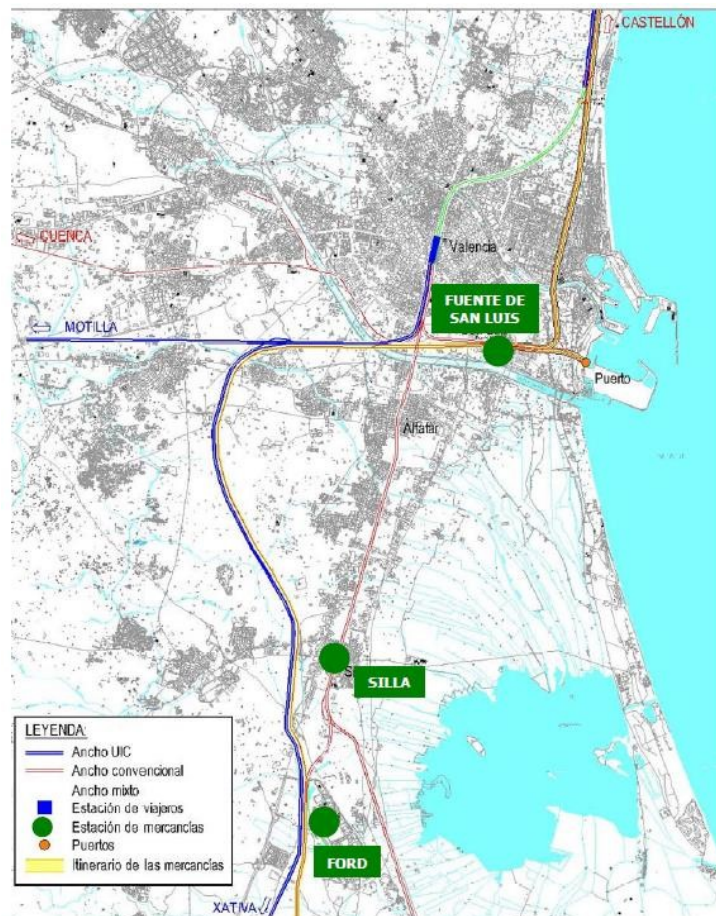 CASTELLÓN
Valencia
CUENCA
FUENTE DE
SAN LUIS
MOTILLA
Puerto
Alfafar
SILLA
LEYENDA:
Ancho UIC
Ancho convencional
Ancho mixto
Estación de viajeros
Estación de mercancías
Puertos
Itinerario de las mercancías
FORD
XATIVA